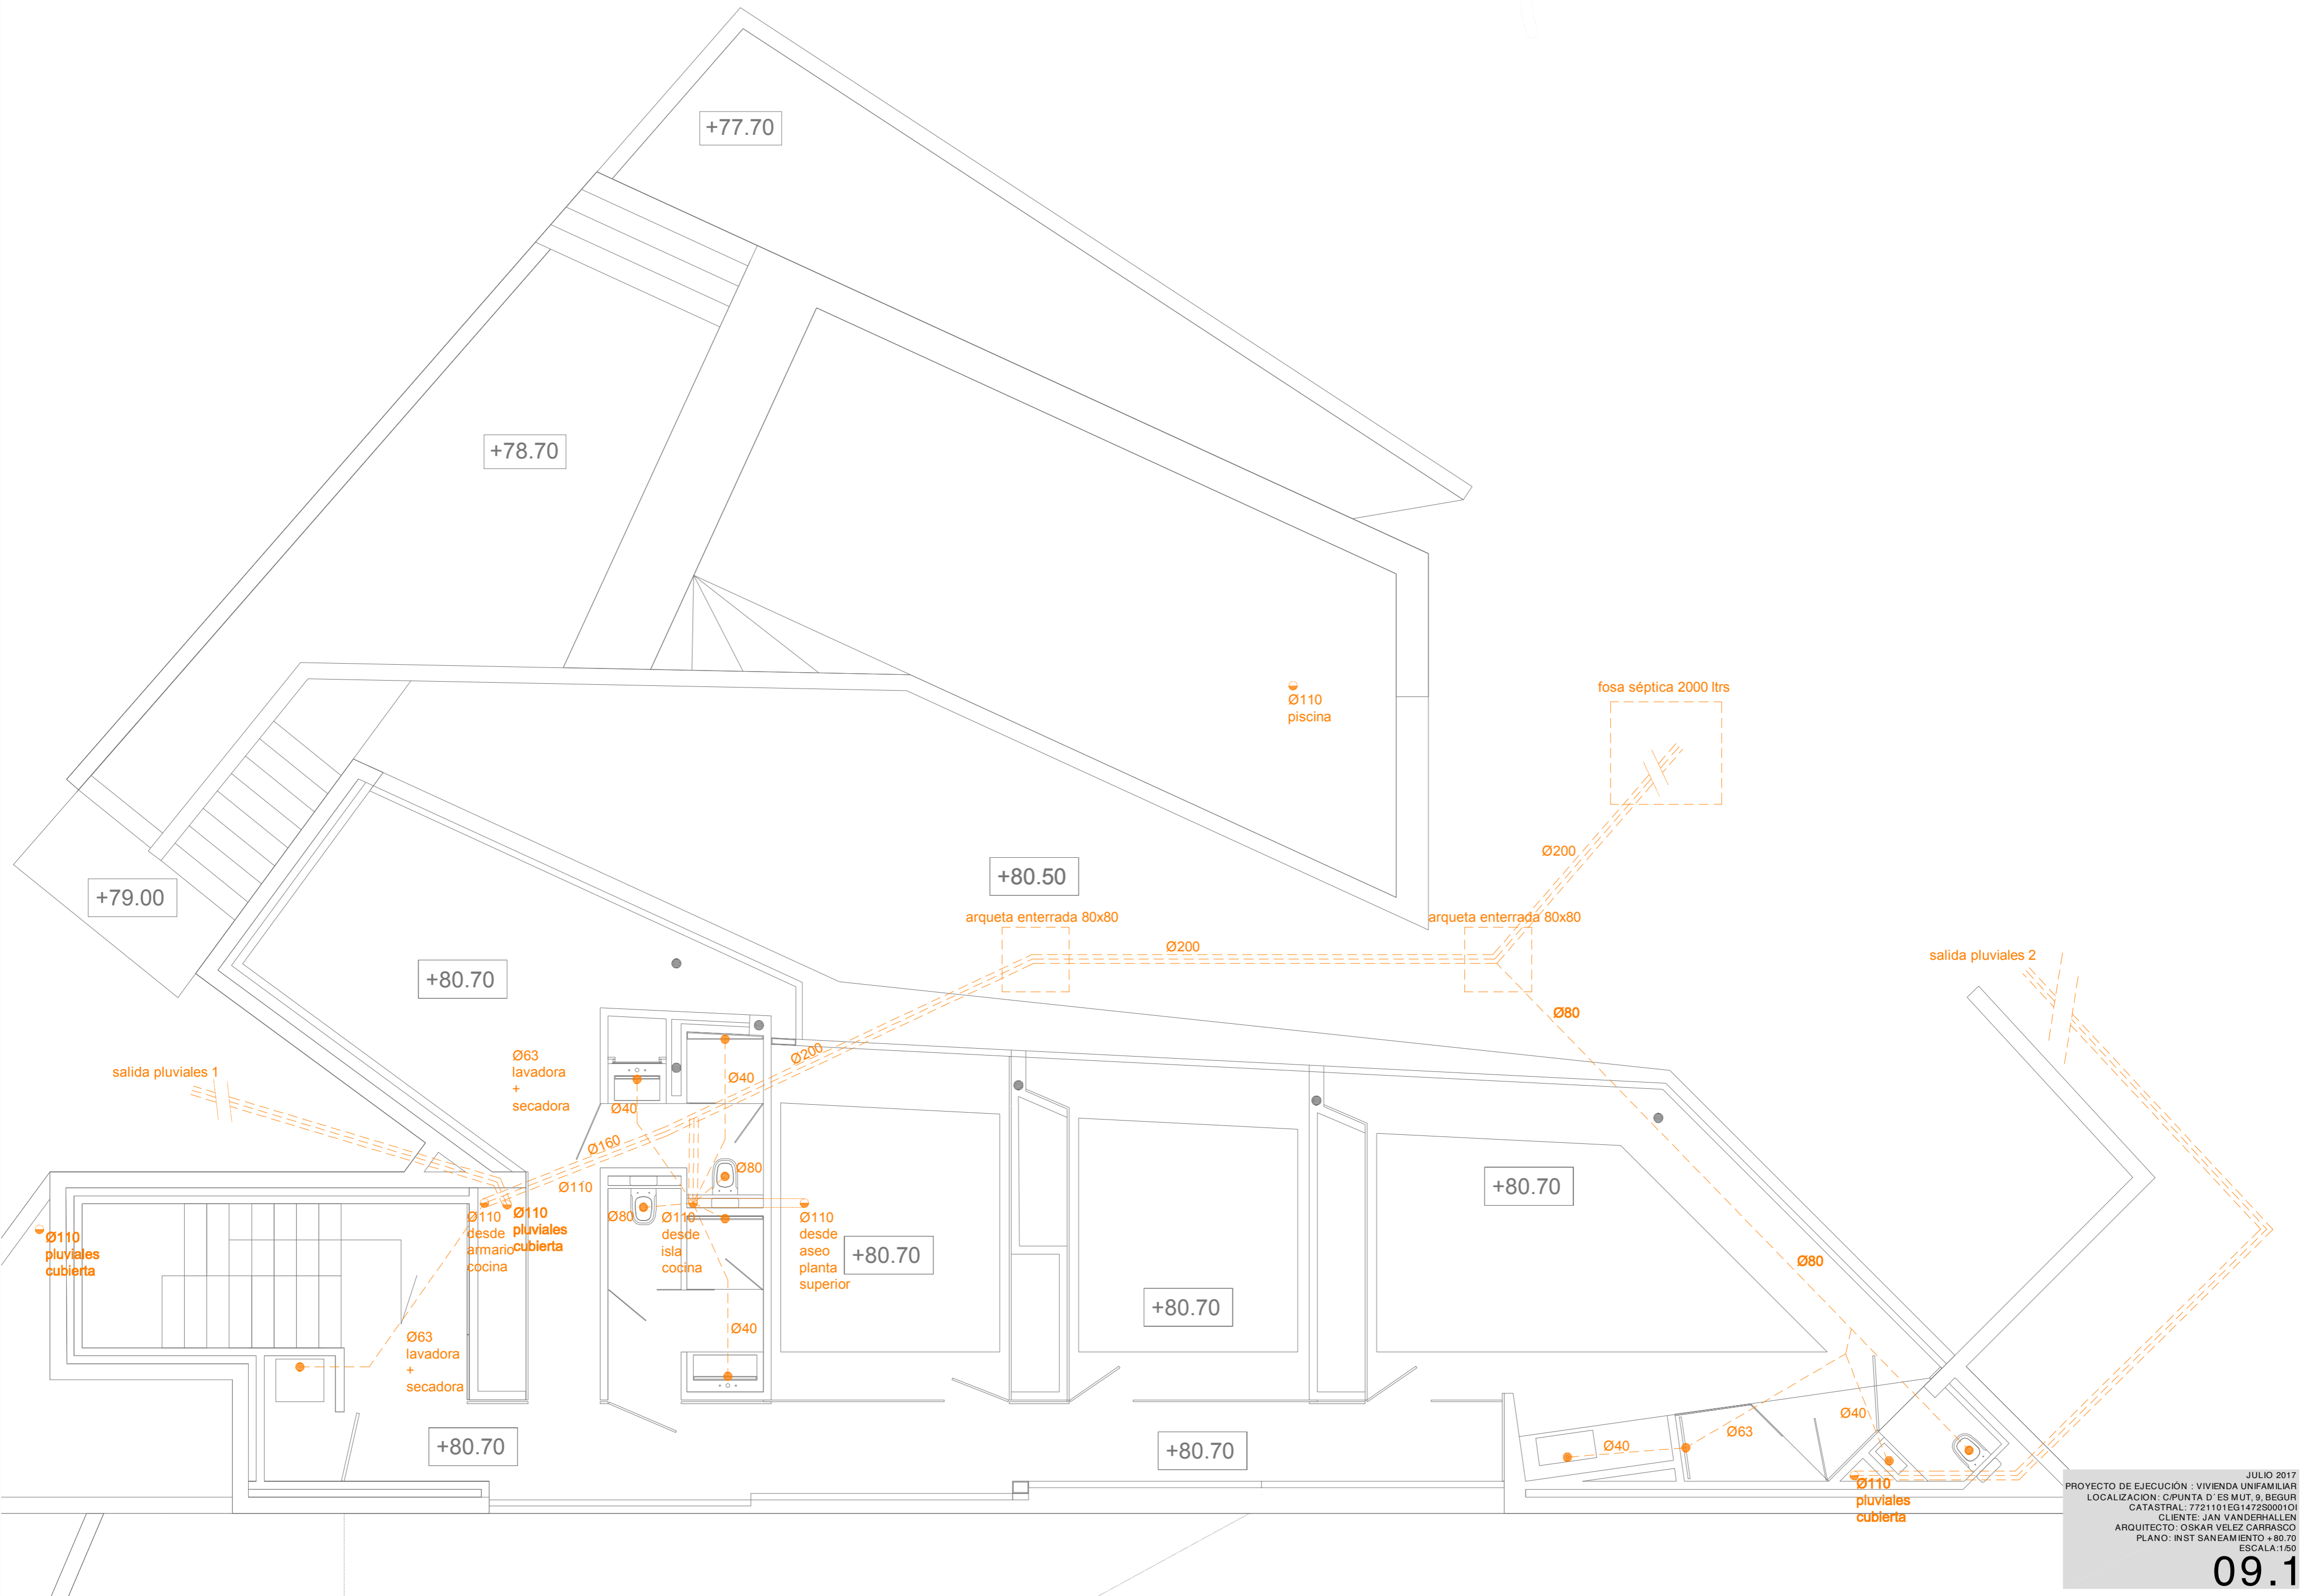 +77.70
+78.70
fosa séptica 2000 ltrs
Ø110
piscina
Ø200
+80.50
+79.00
arqueta enterrada 80x80
arqueta enterrada 80x80
Ø200
salida pluviales 2
+80.70
Ø80
Ø200
Ø63
lavadora
+
secadora
salida pluviales 1
Ø40
Ø40
Ø160
Ø80
Ø110
+80.70
Ø110
desde
armario
cocina
Ø110
pluviales
cubierta
Ø80
Ø110
desde
isla
cocina
Ø110
desde
aseo
planta
superior
Ø110
pluviales
cubierta
+80.70
Ø80
+80.70
Ø40
Ø63
lavadora
+
secadora
Ø40
Ø63
Ø40
+80.70
+80.70
Ø110
pluviales
cubierta
JULIO 2017
PROYECTO DE EJECUCIÓN : VIVIENDA UNIFAMILIAR
LOCALIZACION: C/PUNTA D´ES MUT, 9, BEGUR
CATASTRAL: 7721101EG1472S0001OI
CLIENTE: JAN VANDERHALLEN
ARQUITECTO: OSKAR VELEZ CARRASCO
PLANO: INST SANEAMIENTO +80.70
ESCALA:1/50
09.1